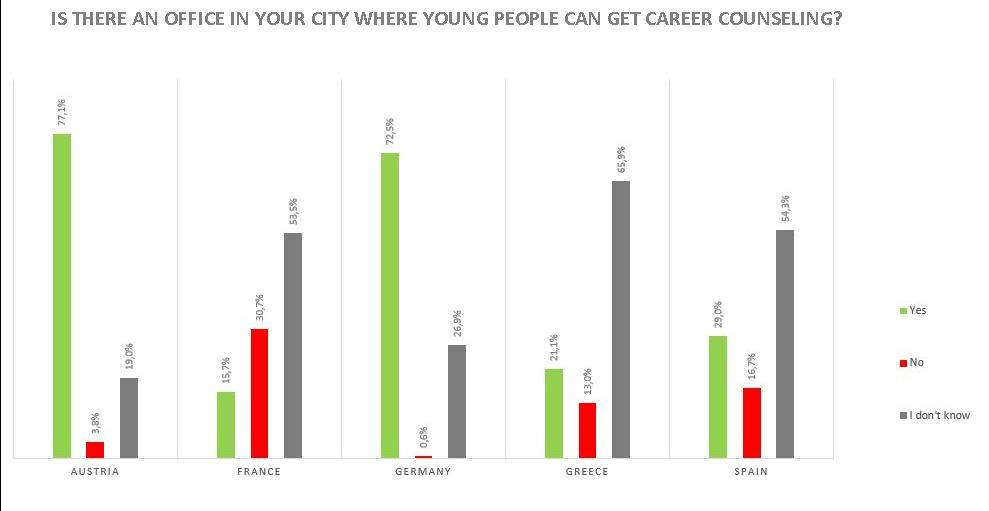 IS THERE AN OFFICE IN YOUR CITY WHERE YOUNG PEOPLE CAN GET CAREER COUNSELING?
77,1%
3,8%
19,0%
15,7%
30,7%
53,5%
72,5%
0,6%
26,9%
21,1%
13,0%
65,9%
29,0%
16,7%
54,3%
AUSTRIA
FRANCE
GERMANY
GREECE
SPAIN
Yes
No
I don't know